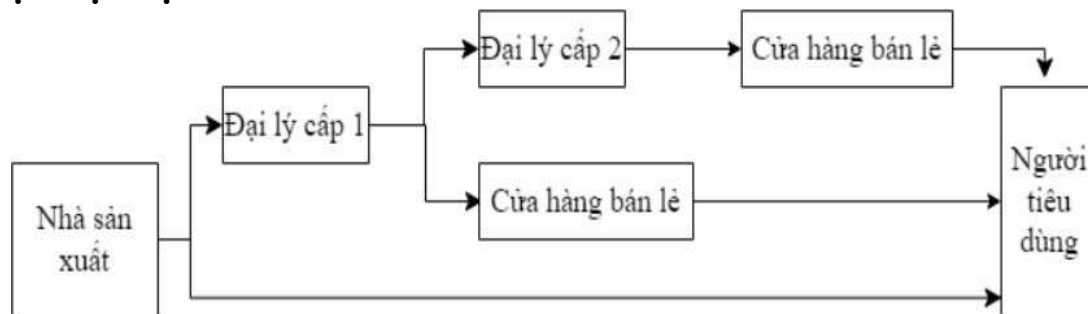 Đại lý cấp 2
Cửa hàng bán lẻ
Đại lý cấp 1
Cửa hàng bán lẻ
Nhà sản
xuất
Người
tiêu
dùng